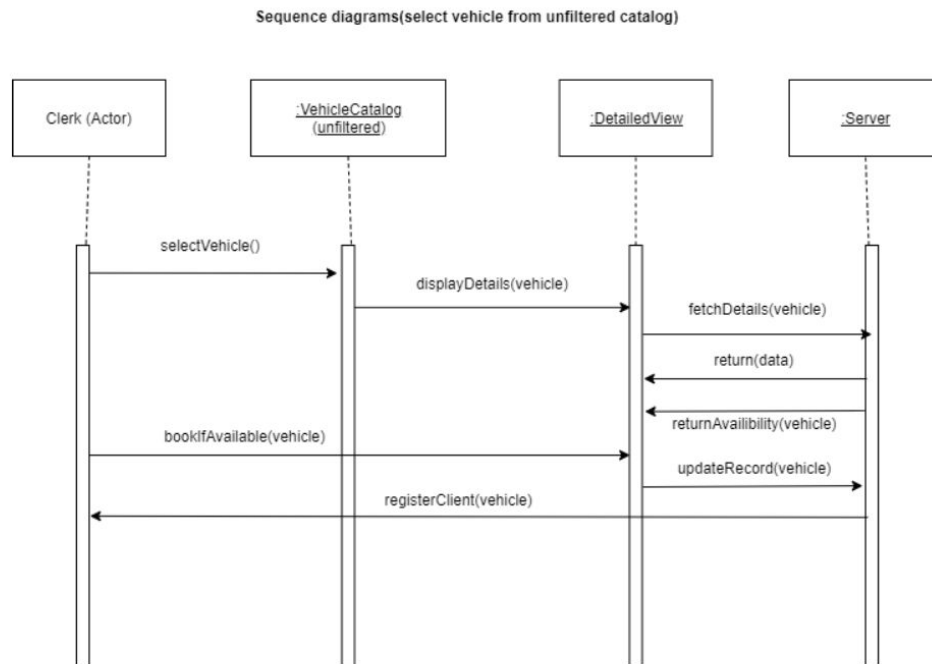 Sequence diagrams(select vehicle from unfiltered catalog)
Clerk (Actor)
:VehicleCatalog
(unfiltered)
:DetailedView
:Server
selectVehicle()
displayDetails(vehicle)
fetchDetails(vehicle)
return(data)
returnAvailibility(vehicle)
bookIfAvailable(vehicle)
updateRecord(vehicle)
registerClient(vehicle)